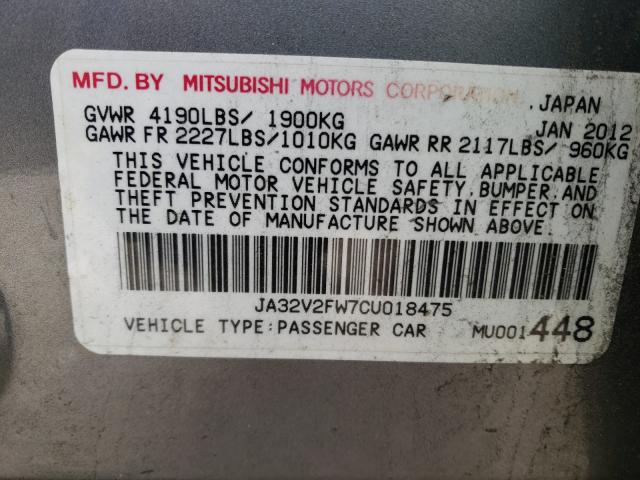 MFD. BY MITSUBISHI MOTORS CORPORATION, JAPAN
GVWR 4190LBS/ 1900KG JAN 2012
GAWR FR 2227LBS/1010KG GAWR RR 2117LBS/ 960KG
THIS VEHICLE CONFORMS TO ALL APPLICABLE
FEDERAL MOTOR VEHICLE SAFETY,BUMPER,AND
THEFT PREVENTION STANDARDS IN EFFECT ON
THE DATE OF MANUFACTURE SHOWN ABOVE.
JA32V2FW7CU018475
VEHICLE TYPE:PASSENGER CAR MU001448